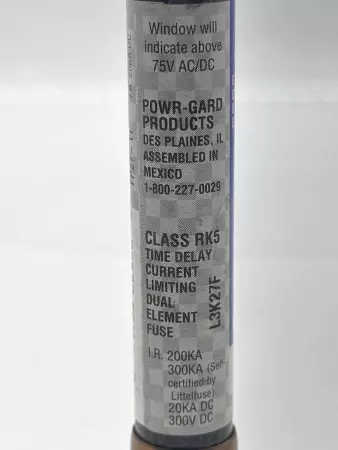 Window will
indicate above
75V AC/DC
POWR-GARD
PRODUCTS
DES PLAINES, IL
ASSEMBLED IN
MEXICO
1-800-227-0029
CLASS RK5
TIME DELAY
CURRENT
LIMITING
DUAL
ELEMENT
FUSE
L3K27F
I.R. 200KA
300KA (Self-
certified by
Littelfuse)
20KA DC
300V DC